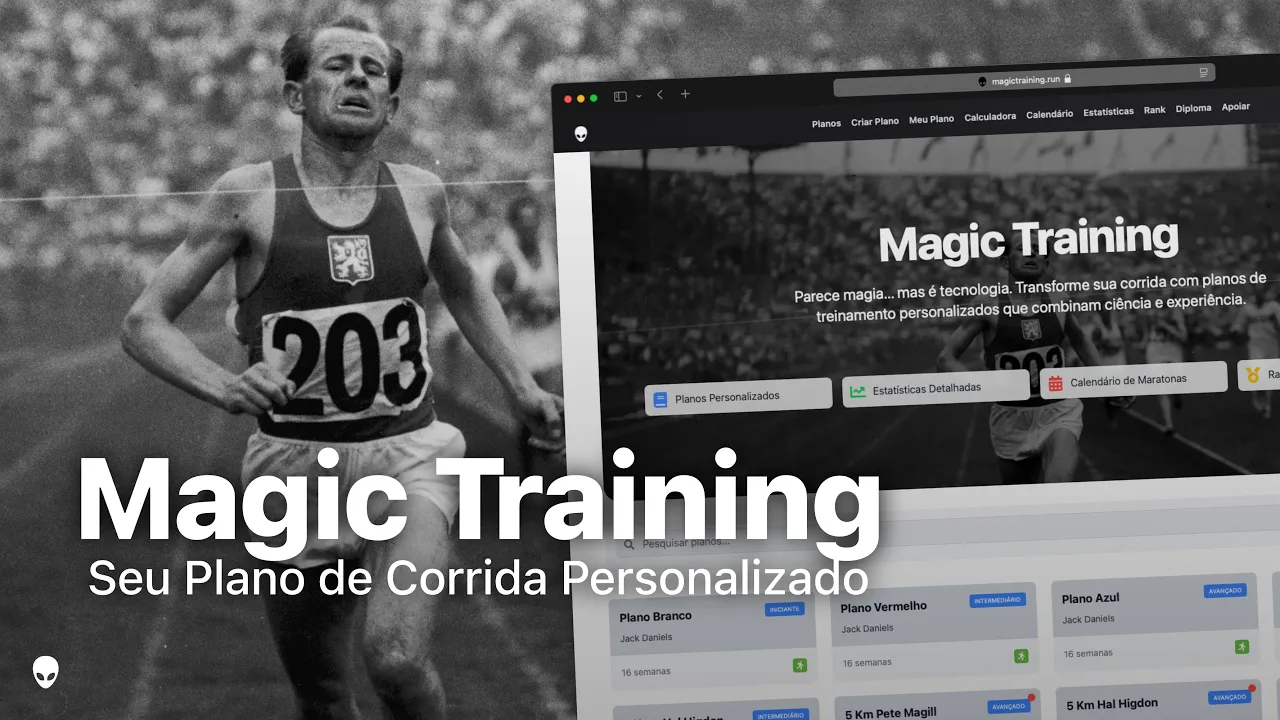 magictraining.run
Planos Criar Plano Meu Plano Calculadora Calendário Estatísticas Rank Diploma Apoiar
Magic Training
Parece magia... mas é tecnologia. Transforme sua corrida com planos de
treinamento personalizados que combinam ciência e experiência.
203
203
Planos Personalizados
Estatísticas Detalhadas
Calendário de Maratonas
Magic Training
Seu Plano de Corrida Personalizado
Pesquisar planos...
Plano Branco INICIANTE
Jack Daniels
16 semanas
Plano Vermelho INTERMEDIÁRIO
Jack Daniels
16 semanas
Plano Azul AVANÇADO
Jack Daniels
16 semanas
Hal Higdon INTERMEDIÁRIO
5 Km Pete Magill AVANÇADO
5 Km Hal Higdon AVANÇADO